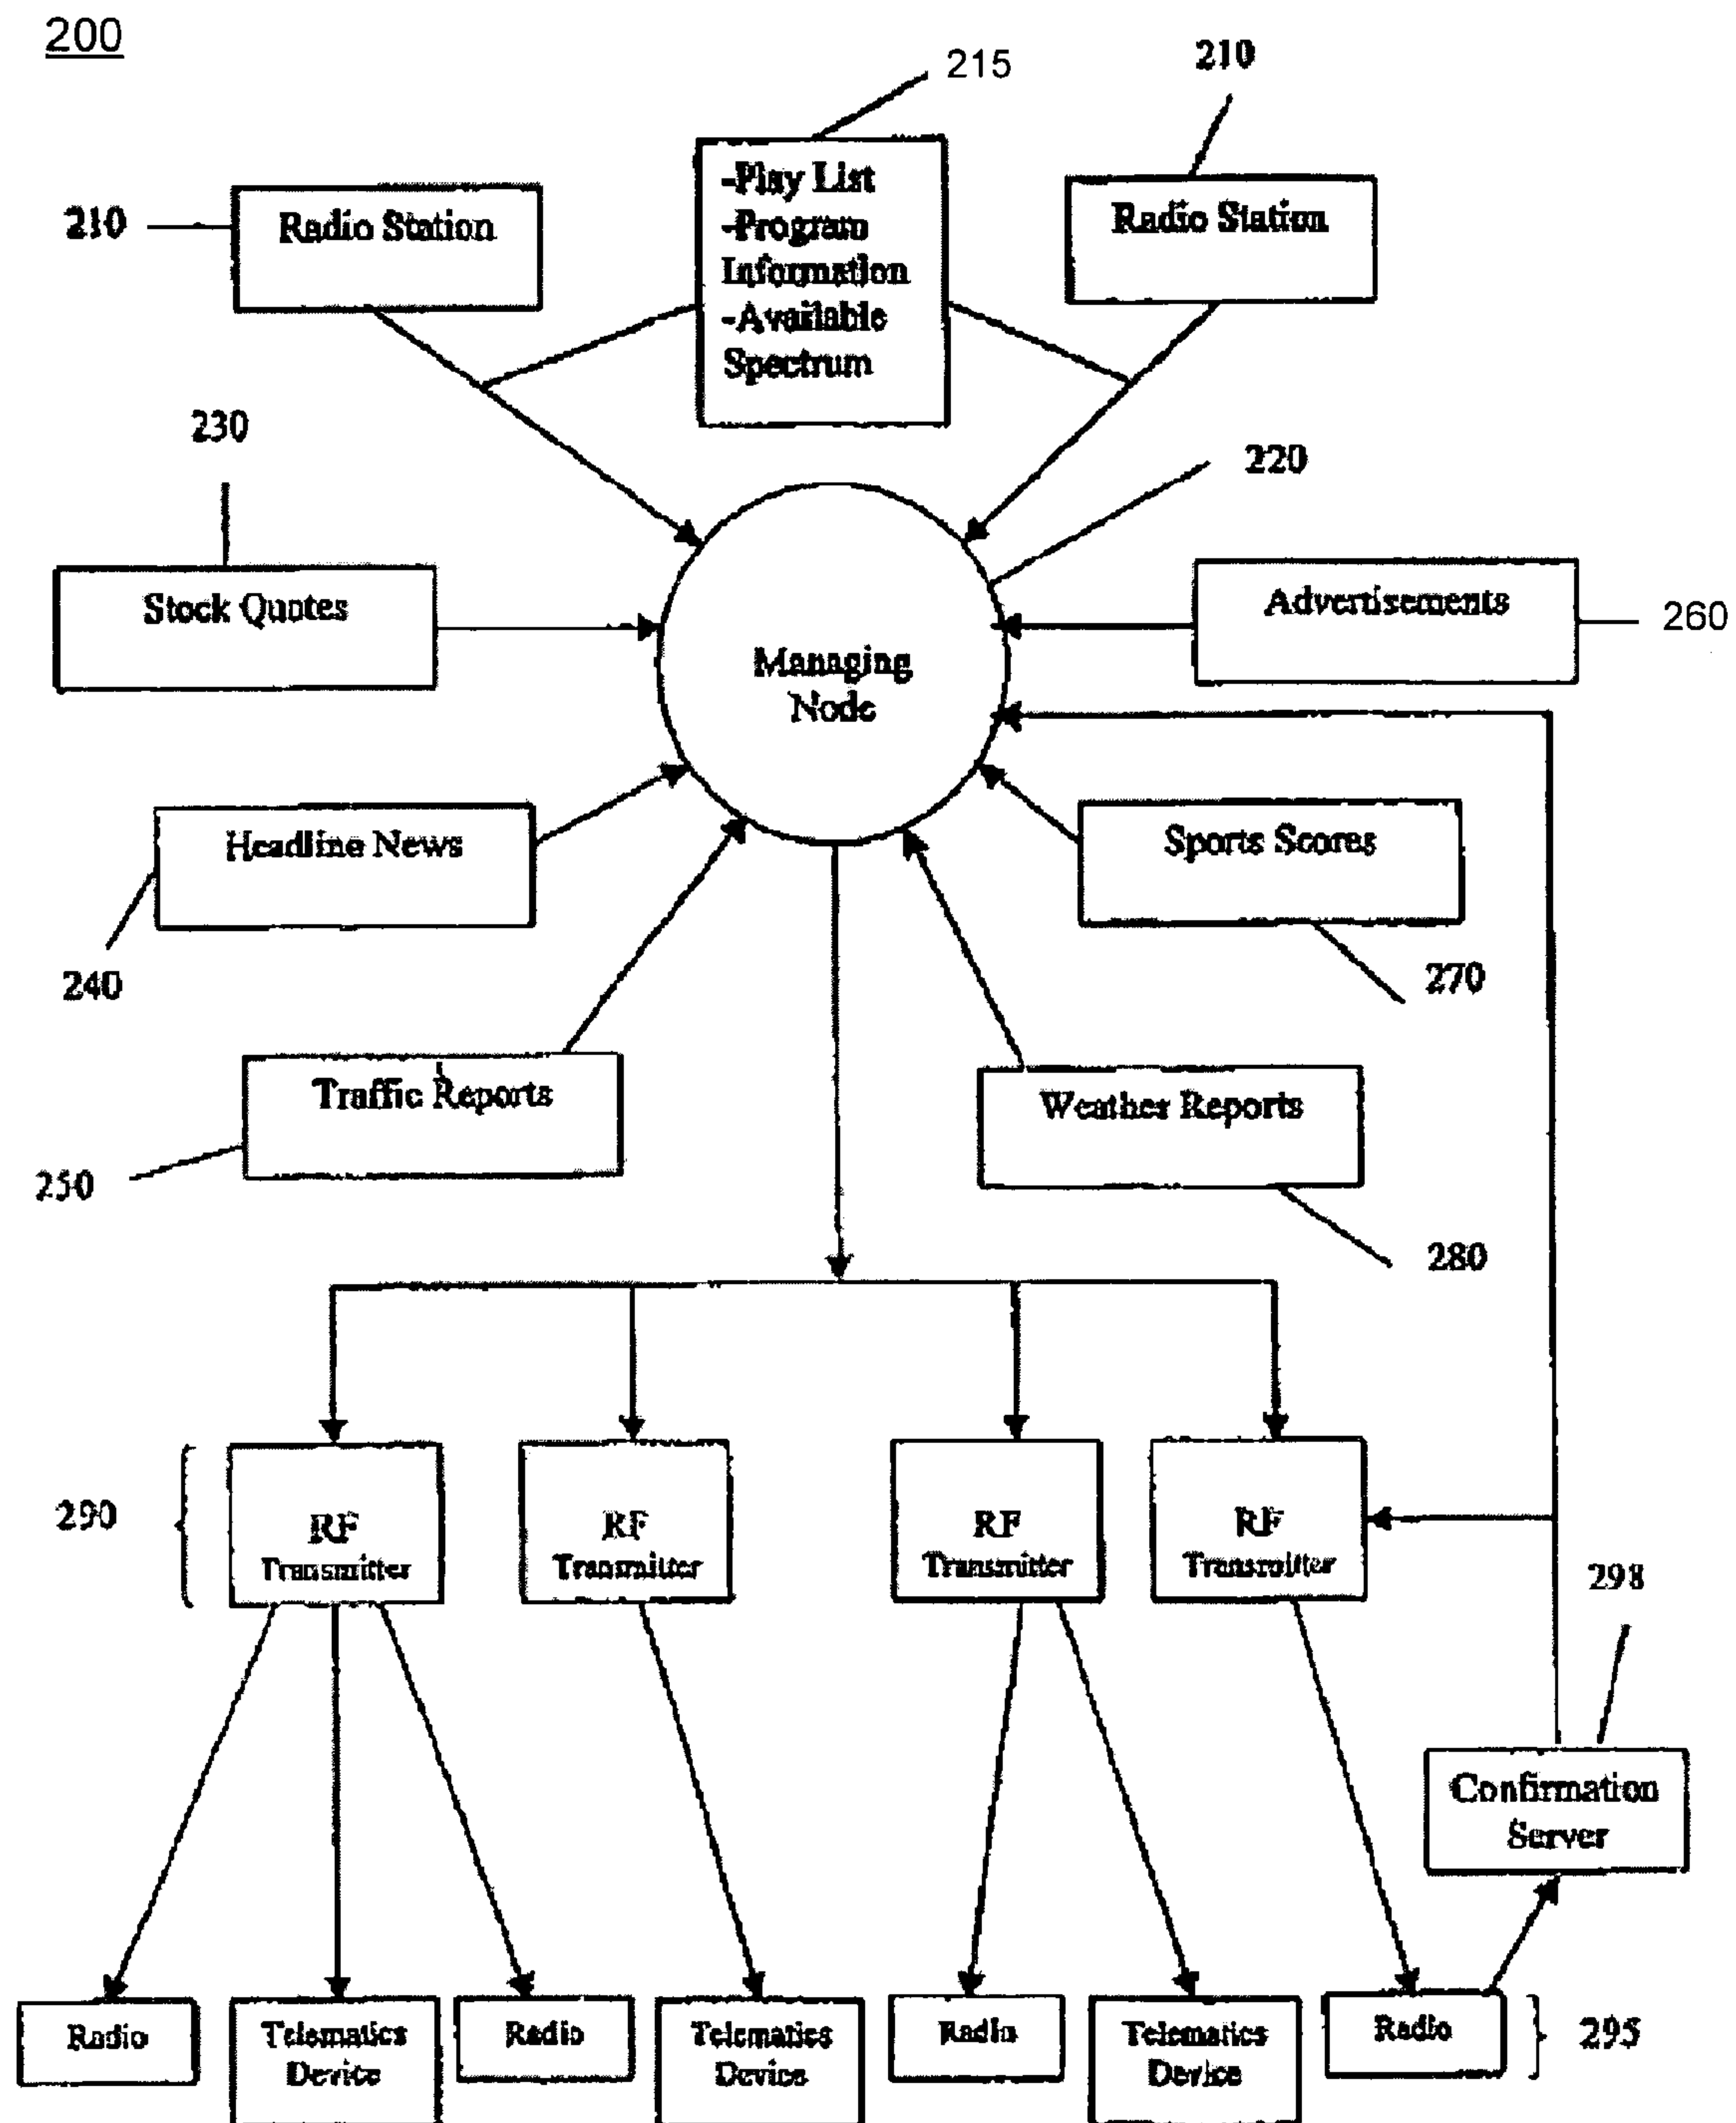 200
215
210
210
Radio Station
-Play List
-Program
Information
-Available
Spectrum
Radio Station
230
220
Stock Quotes
Advertisements
260
Managing
Node
Headline News
Sports Scores
240
270
Traffic Reports
Weather Reports
250
280
290
RF
Transmitter
RF
Transmitter
RF
Transmitter
RF
Transmitter
298
Confirmation
Server
Radio
Telematics
Device
Radio
Telematics
Device
Radio
Telematics
Device
Radio
295